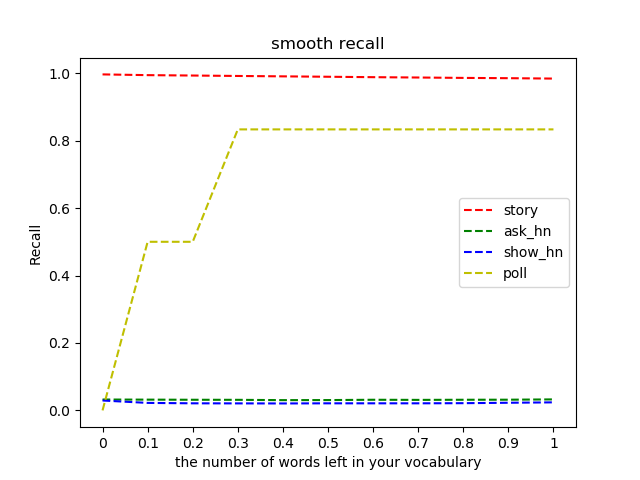 smooth recall
1.0
0.8
0.6
0.4
0.2
0.0
Recall
story
ask_hn
show_hn
poll
0 0.1 0.2 0.3 0.4 0.5 0.6 0.7 0.8 0.9 1
the number of words left in your vocabulary